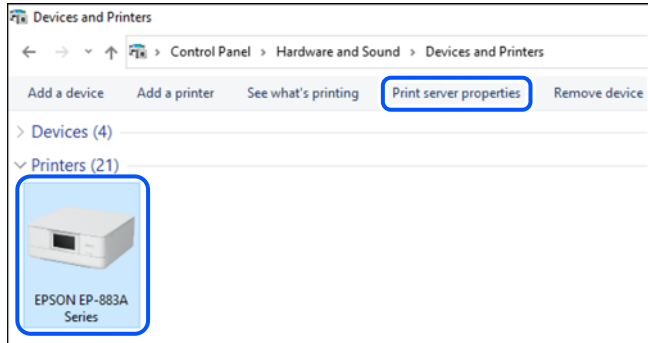 Devices and Printers
Control Panel > Hardware and Sound > Devices and Printers
Add a device Add a printer See what's printing Print server properties Remove device
Devices (4)
Printers (21)
EPSON EP-883A
Series